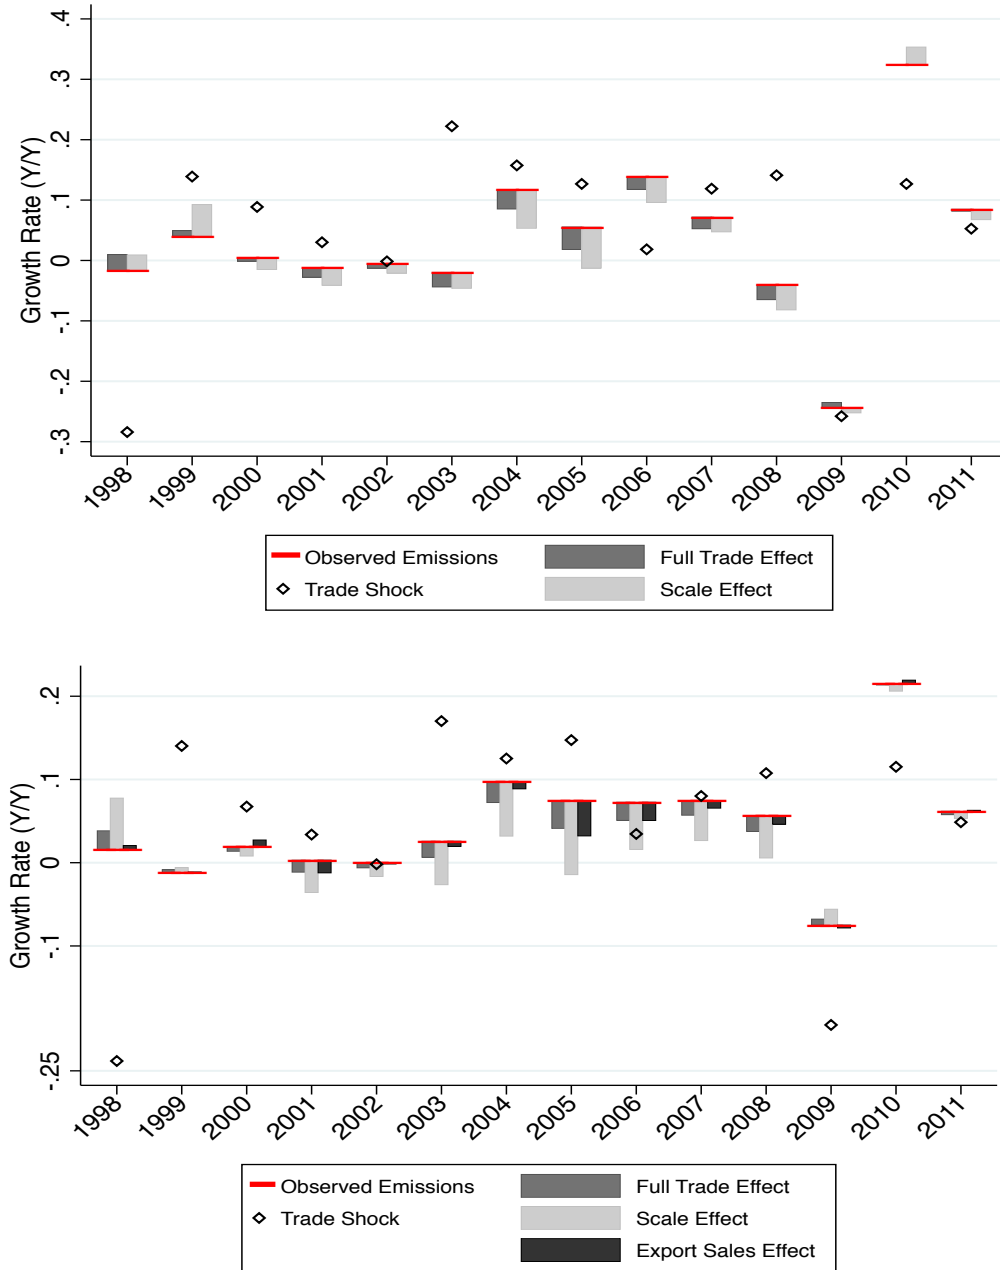 Growth Rate (Y/Y)
.4
.3
.2
.1
0
-.1
-.2
-.3
1998 1999 2000 2001 2002 2003 2004 2005 2006 2007 2008 2009 2010 2011
Observed Emissions Full Trade Effect
Trade Shock Scale Effect
Growth Rate (Y/Y)
.2
.1
0
-.1
-.25
1998 1999 2000 2001 2002 2003 2004 2005 2006 2007 2008 2009 2010 2011
Observed Emissions Full Trade Effect
Trade Shock Scale Effect
Export Sales Effect